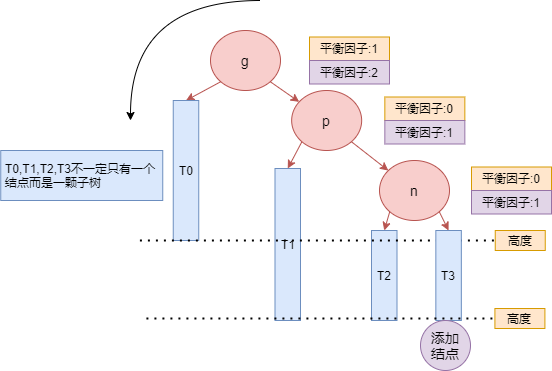 g
平衡因子:1
平衡因子:2
p
平衡因子:0
平衡因子:1
T0,T1,T2,T3不一定只有一个
结点而是一颗子树
T0
n
平衡因子:0
平衡因子:1
T1
高度
T2
T3
高度
添加
结点